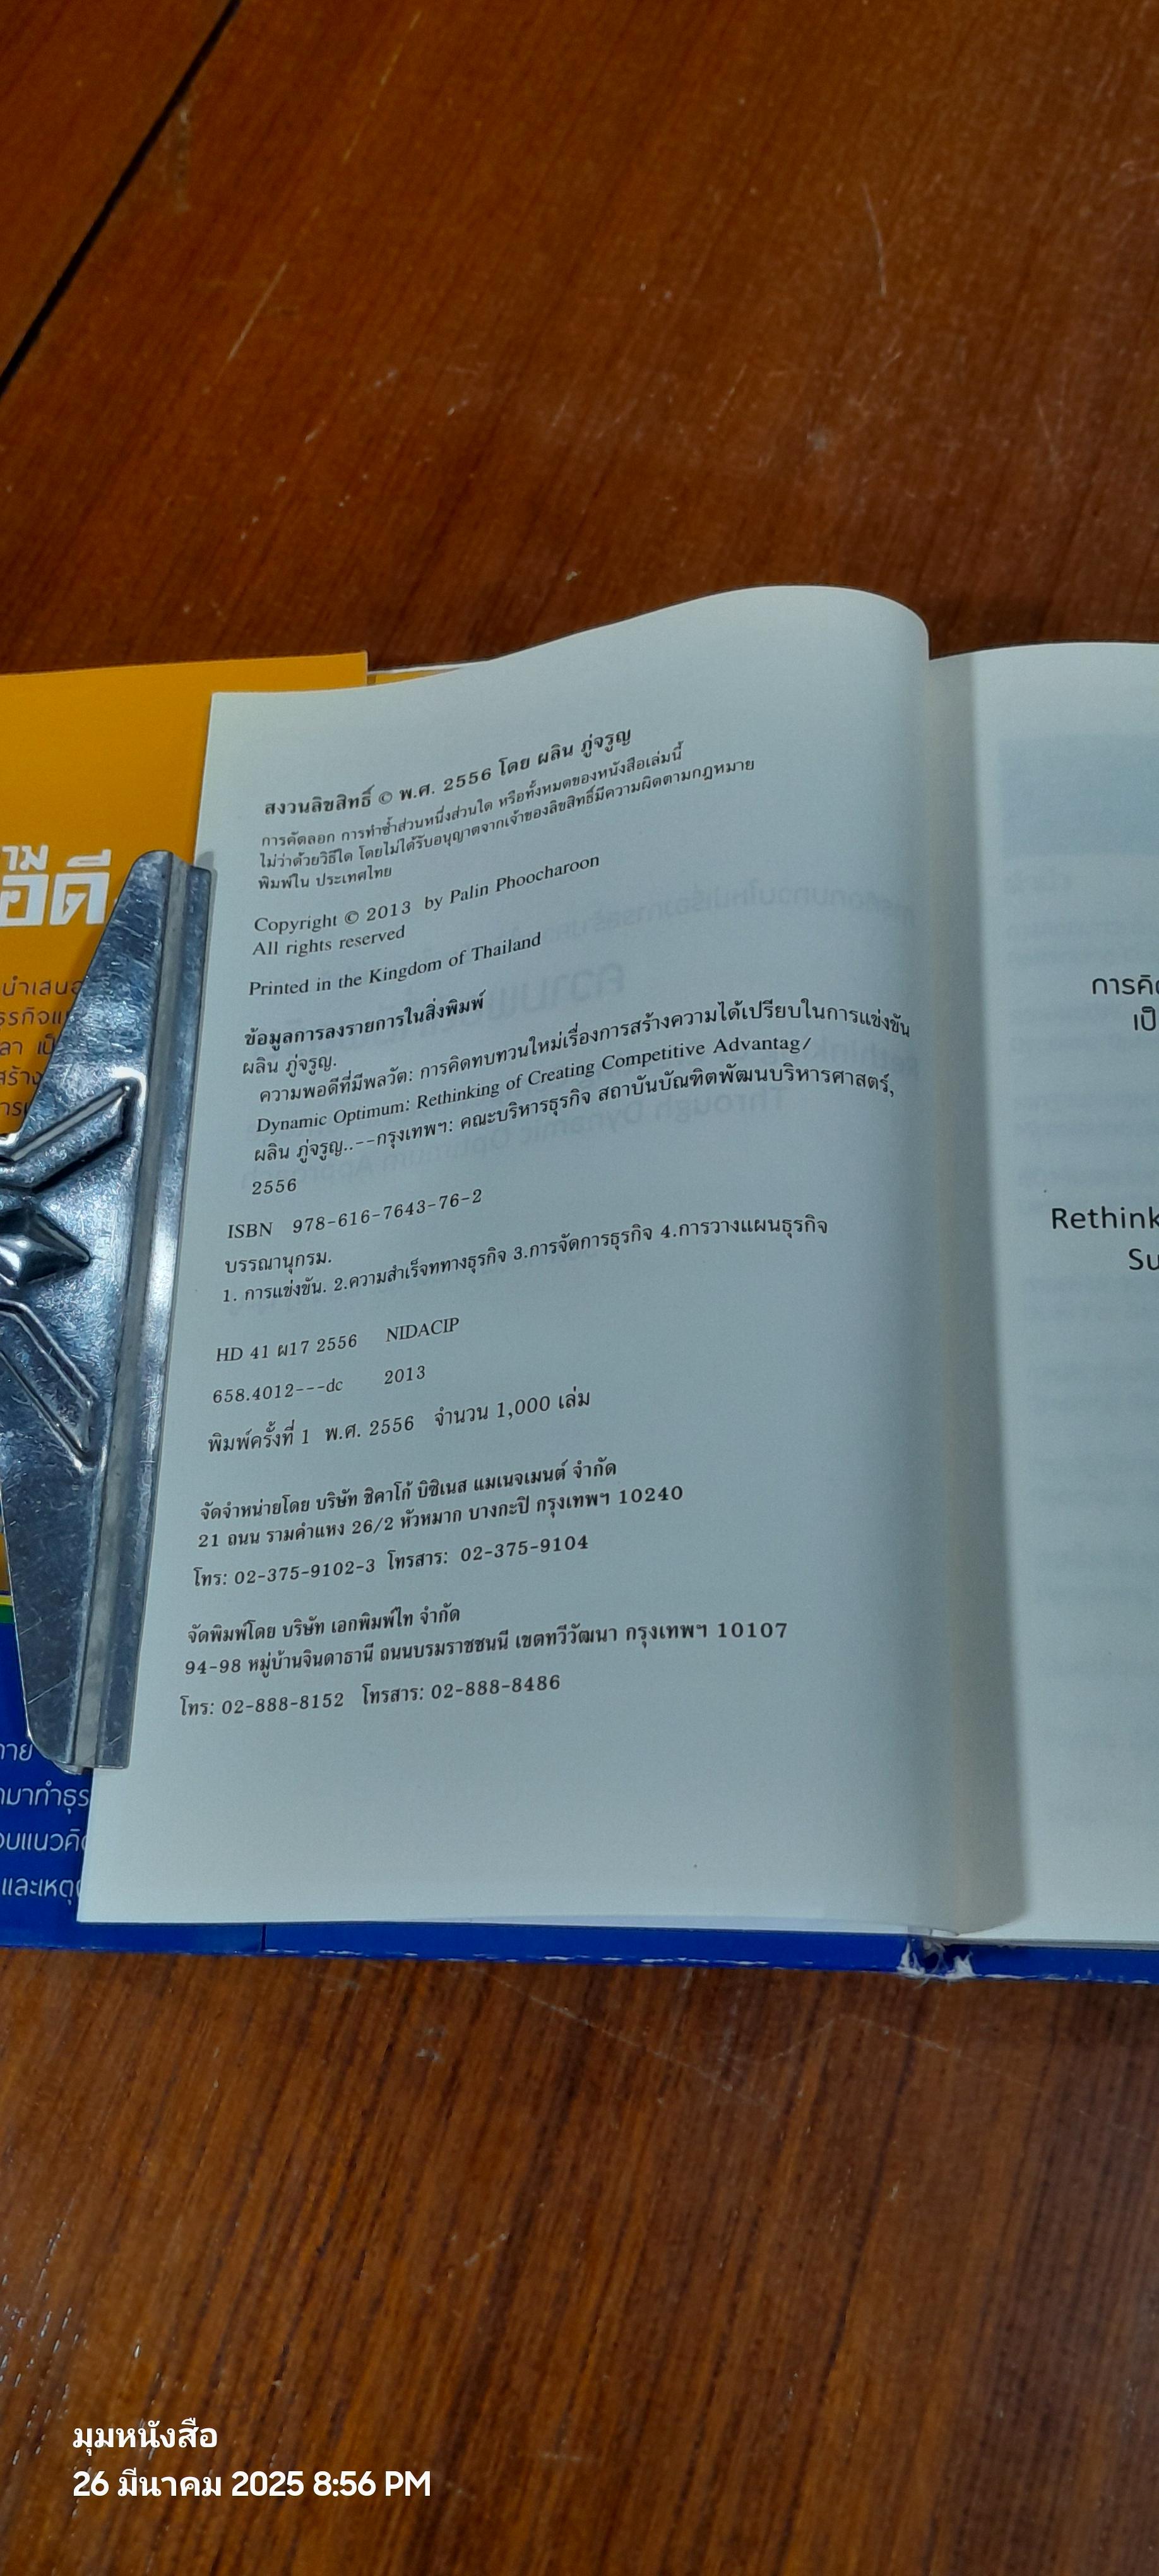 สงวนลิขสิทธิ์ © พ.ศ. 2556 โดย ผลิน ภู่จรูญ
การคัดลอก การทำซ้ำส่วนหนึ่งส่วนใด หรือทั้งหมดของหนังสือเล่มนี้
ไม่ว่าด้วยวิธีใด โดยไม่ได้รับอนุญาตจากเจ้าของลิขสิทธิ์มีความผิดตามกฎหมาย
พิมพ์ใน ประเทศไทย
Copyright © 2013 by Palin Phoocharoon
All rights reserved
Printed in the Kingdom of Thailand
ข้อมูลการลงรายการในสิ่งพิมพ์
ผลิน ภู่จรูญ.
ความพอดีที่มีพลวัต: การคิดทบทวนใหม่เรื่องการสร้างความได้เปรียบในการแข่งขัน
Dynamic Optimum: Rethinking of Creating Competitive Advantag/
ผลิน ภู่จรูญ..--กรุงเทพฯ: คณะบริหารธุรกิจ สถาบันบัณฑิตพัฒนบริหารศาสตร์,
2556
ISBN 978-616-7643-76-2
บรรณานุกรม.
1. การแข่งขัน. 2.ความสำเร็จททางธุรกิจ 3.การจัดการธุรกิจ 4.การวางแผนธุรกิจ
HD 41 ผ17 2556 NIDACIP
658.4012---dc 2013
พิมพ์ครั้งที่ 1 พ.ศ. 2556 จำนวน 1,000 เล่ม
จัดจำหน่ายโดย บริษัท ชิคาโก้ บิซิเนส แมเนจเมนต์ จำกัด
21 ถนน รามคำแหง 26/2 หัวหมาก บางกะปิ กรุงเทพฯ 10240
โทร: 02-375-9102-3 โทรสาร: 02-375-9104
จัดพิมพ์โดย บริษัท เอกพิมพ์ไท จำกัด
94-98 หมู่บ้านจินดาธานี ถนนบรมราชชนนี เขตทวีวัฒนา กรุงเทพฯ 10107
โทร: 02-888-8152 โทรสาร: 02-888-8486
การคิ
เป็
Rethink
Su
นำเสนอ
มาทำธุร
และเหตุ
มุมหนังสือ
26 มีนาคม 2025 8:56 PM